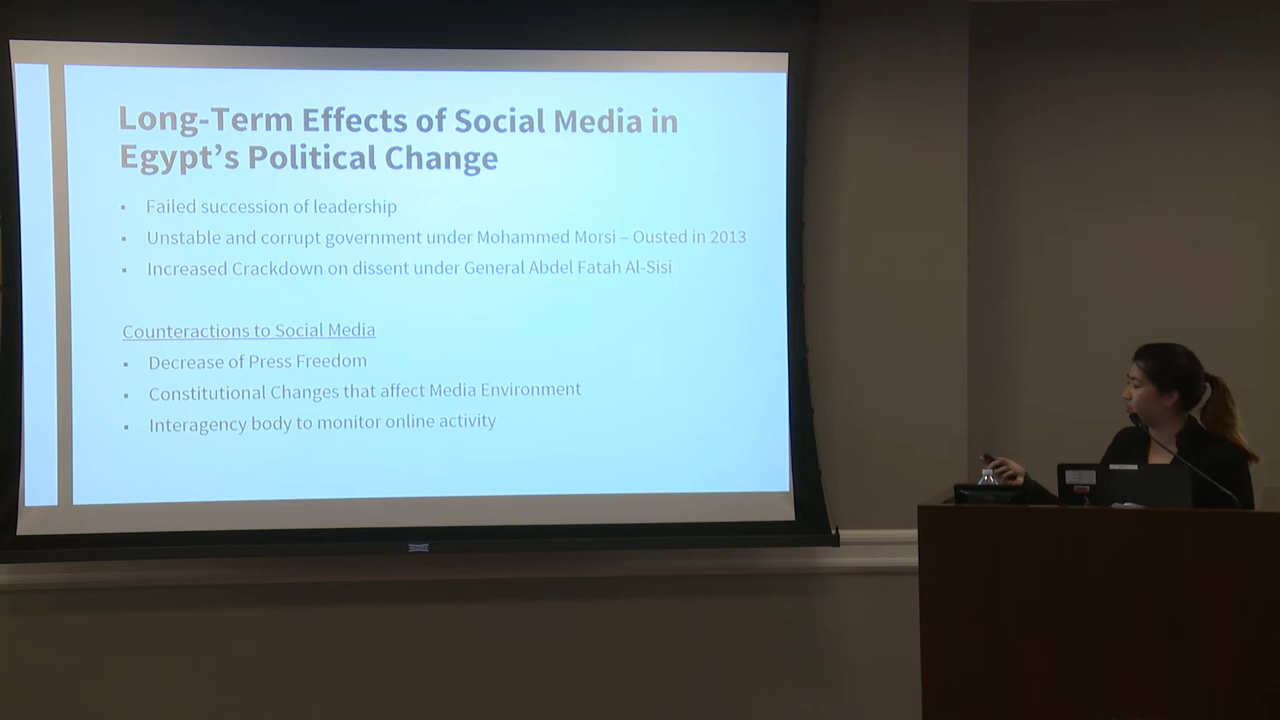 Long-Term Effects of Social Media in
Egypt's Political Change
▪ Failed succession of leadership
▪ Unstable and corrupt government under Mohammed Morsi – Ousted in 2013
▪ Increased Crackdown on dissent under General Abdel Fatah Al-Sisi
Counteractions to Social Media
▪ Decrease of Press Freedom
▪ Constitutional Changes that affect Media Environment
▪ Interagency body to monitor online activity